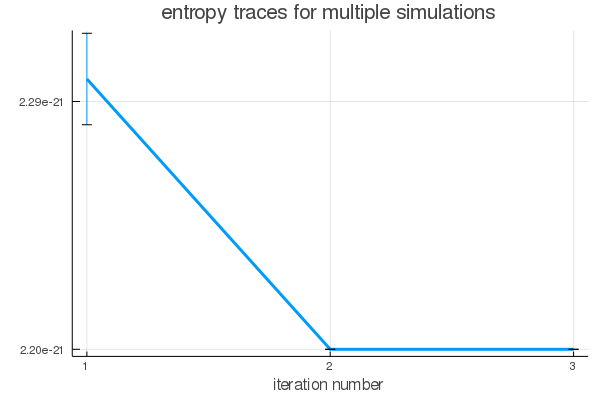 entropy traces for multiple simulations
2.29e-21
2.20e-21
1 2 3
iteration number